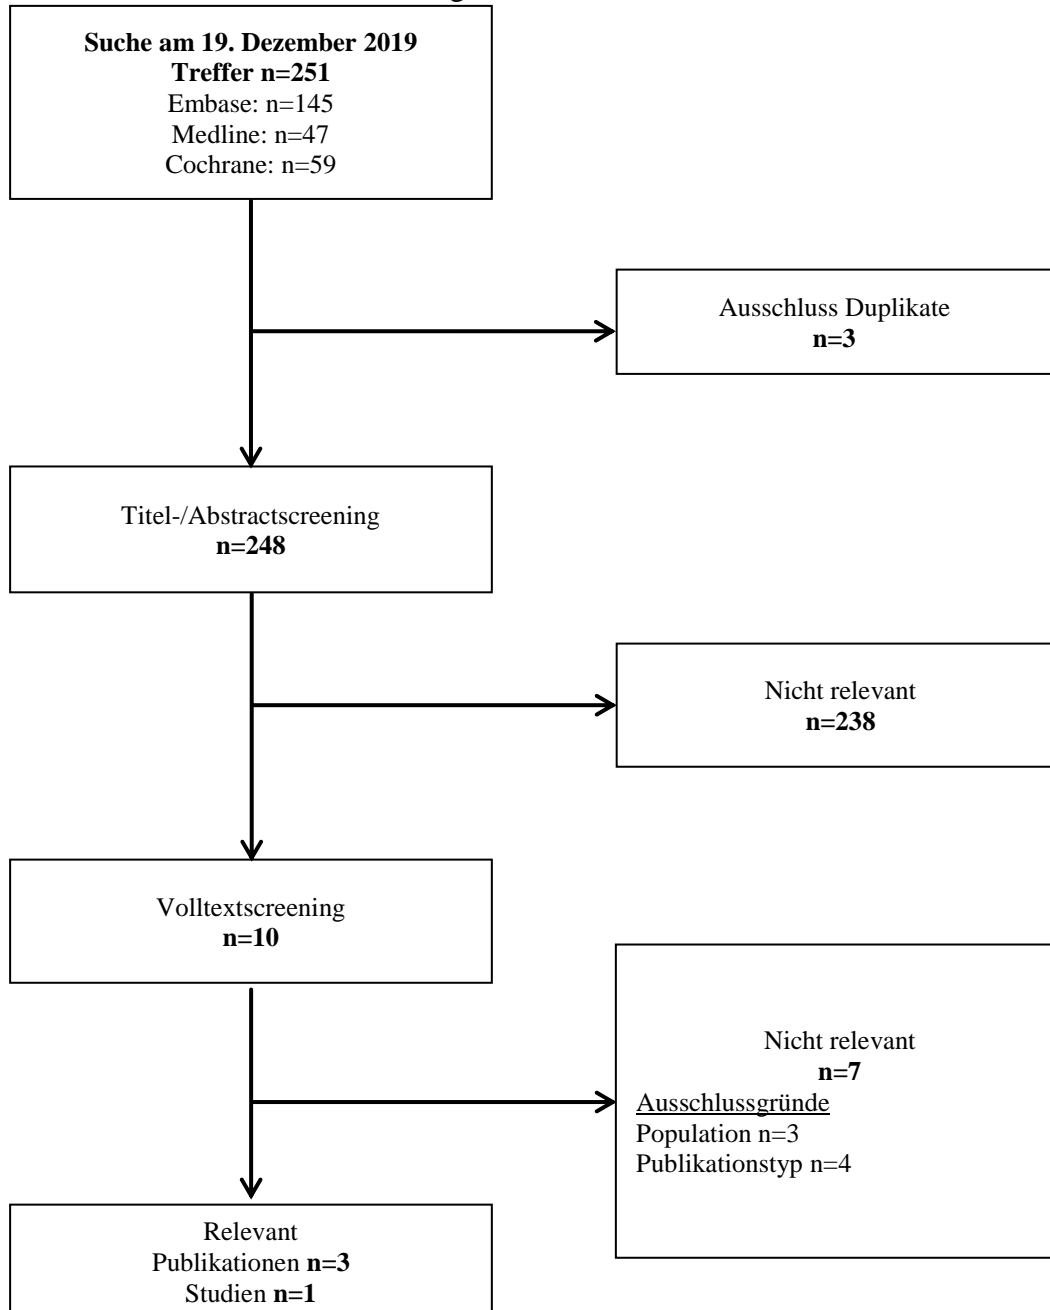 Suche am 19. Dezember 2019
Treffer n=251
Embase: n=145
Medline: n=47
Cochrane: n=59
Ausschluss Duplikate
n=3
Titel-/Abstractscreening
n=248
Nicht relevant
n=238
Volltextscreening
n=10
Nicht relevant
n=7
Ausschlussgründe
Population n=3
Publikationstyp n=4
Relevant
Publikationen n=3
Studien n=1